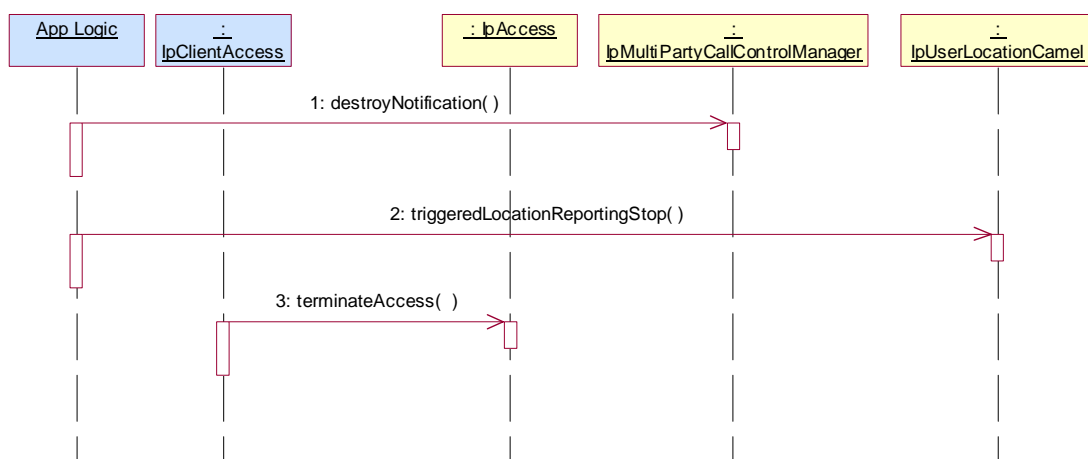 App Logic
:
IpClientAccess
: IpAccess
:
IpMultiPartyCallControlManager
:
IpUserLocationCamel
1: destroyNotification( )
2: triggeredLocationReportingStop( )
3: terminateAccess(  )